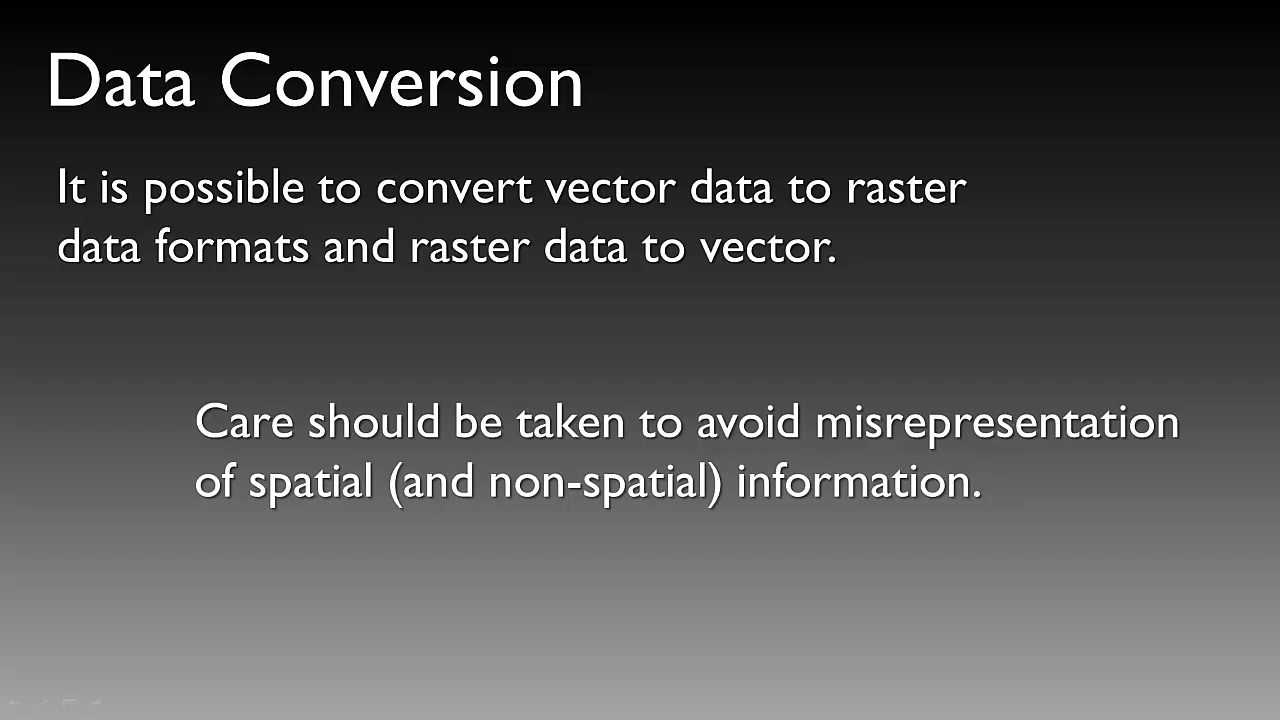 Data Conversion
It is possible to convert vector data to raster
data formats and raster data to vector.
Care should be taken to avoid misrepresentation
of spatial (and non-spatial) information.